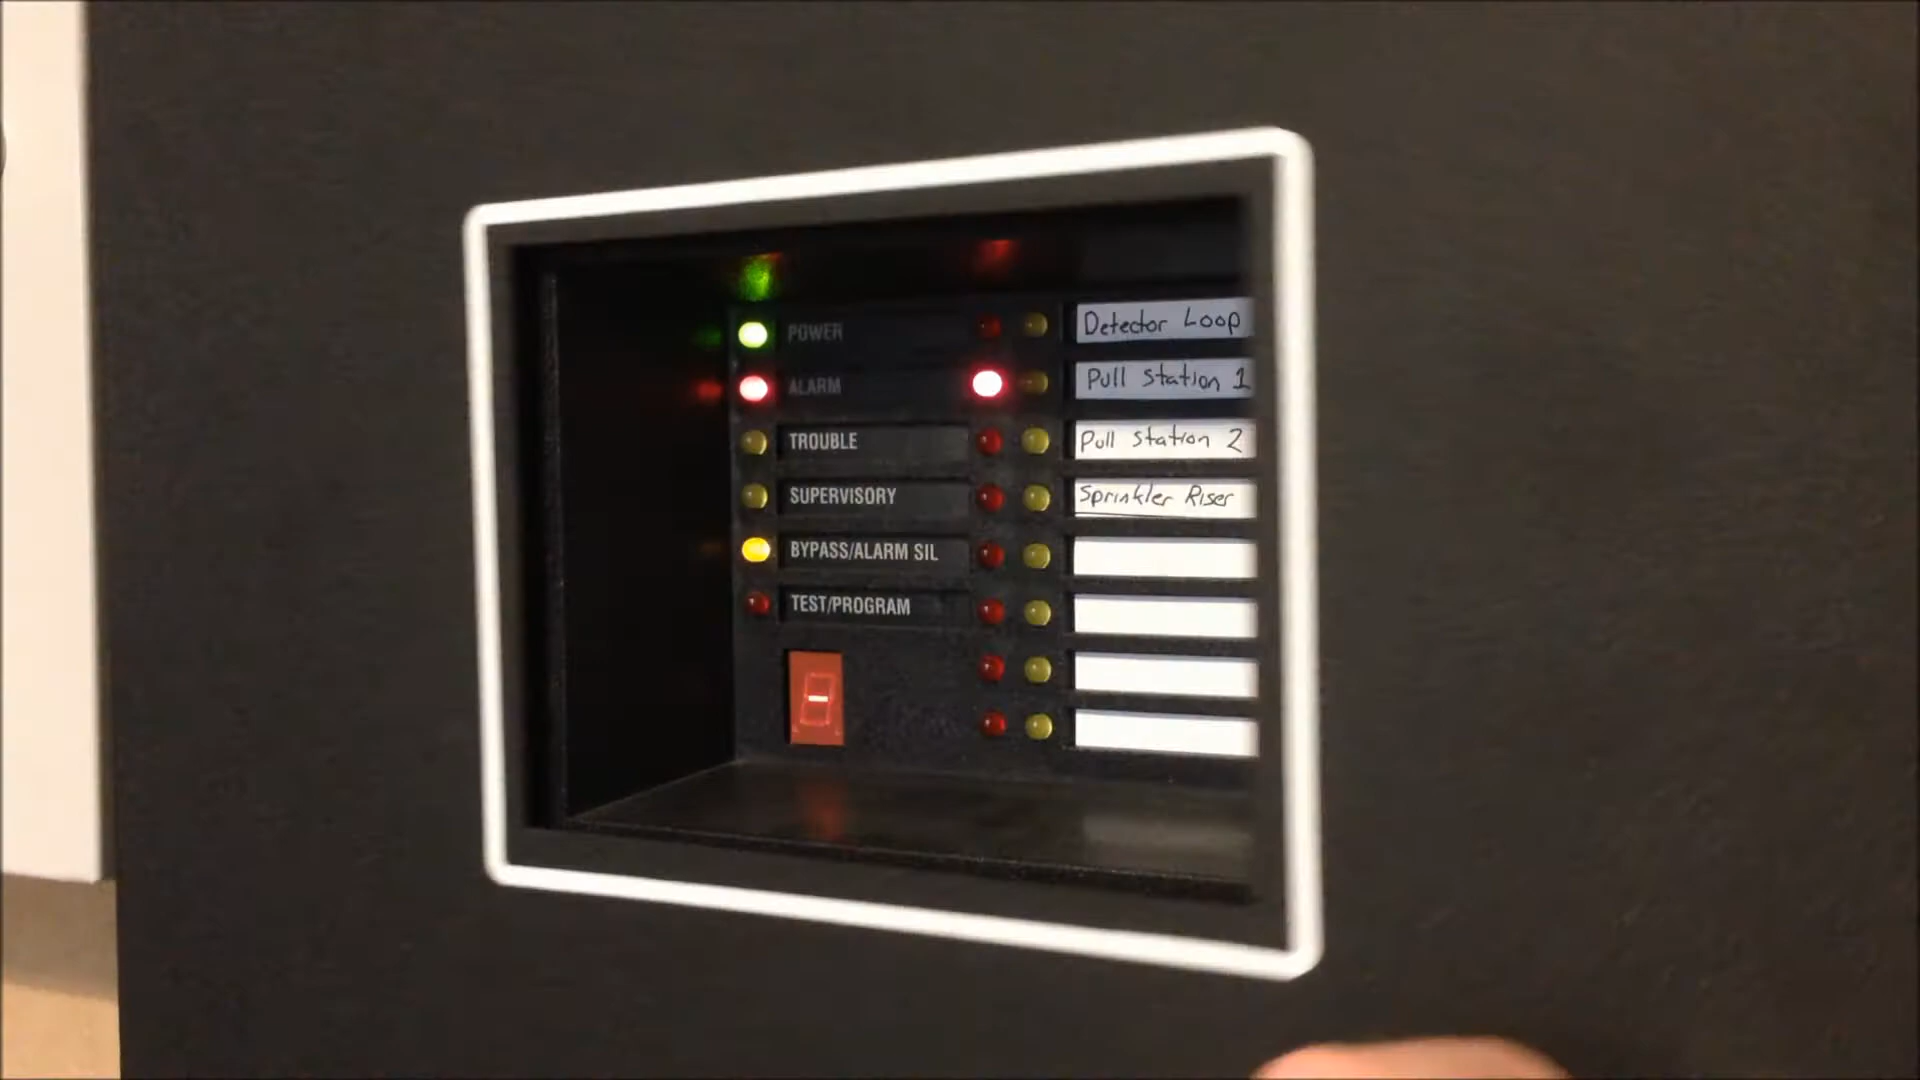 POWER
ALARM
TROUBLE
SUPERVISORY
BYPASS/ALARM SIL
TEST/PROGRAM
Detector Loop
Pull Station 1
Pull Station 2
Sprinkler Riser